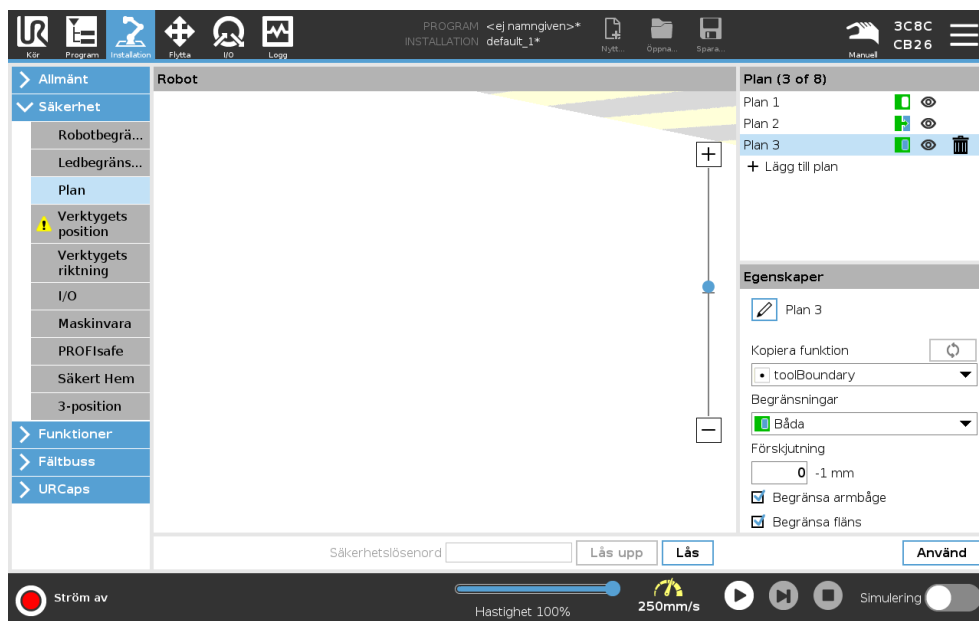 Kör
Program
Installation
Flytta
I/O
Logg
PROGRAM <ej namngiven>*
INSTALLATION default_1*
Nytt...
Öppna...
Spara...
Manuel
3C8C
CB26
Allmänt
Säkerhet
Robotbegrä...
Ledbegräns...
Plan
Verktygets
position
Verktygets
riktning
I/O
Maskinvara
PROFIsafe
Säkert Hem
3-position
Funktioner
Fältbuss
URCaps
Robot
Plan (3 of 8)
Plan 1
Plan 2
Plan 3
+ Lägg till plan
Egenskaper
Plan 3
Kopiera funktion
toolBoundary
Begränsningar
Båda
Förskjutning
0 -1 mm
Begränsa armbåge
Begränsa fläns
Säkerhetslösenord
Lås upp
Lås
Använd
Ström av
Hastighet 100%
250mm/s
Simulering